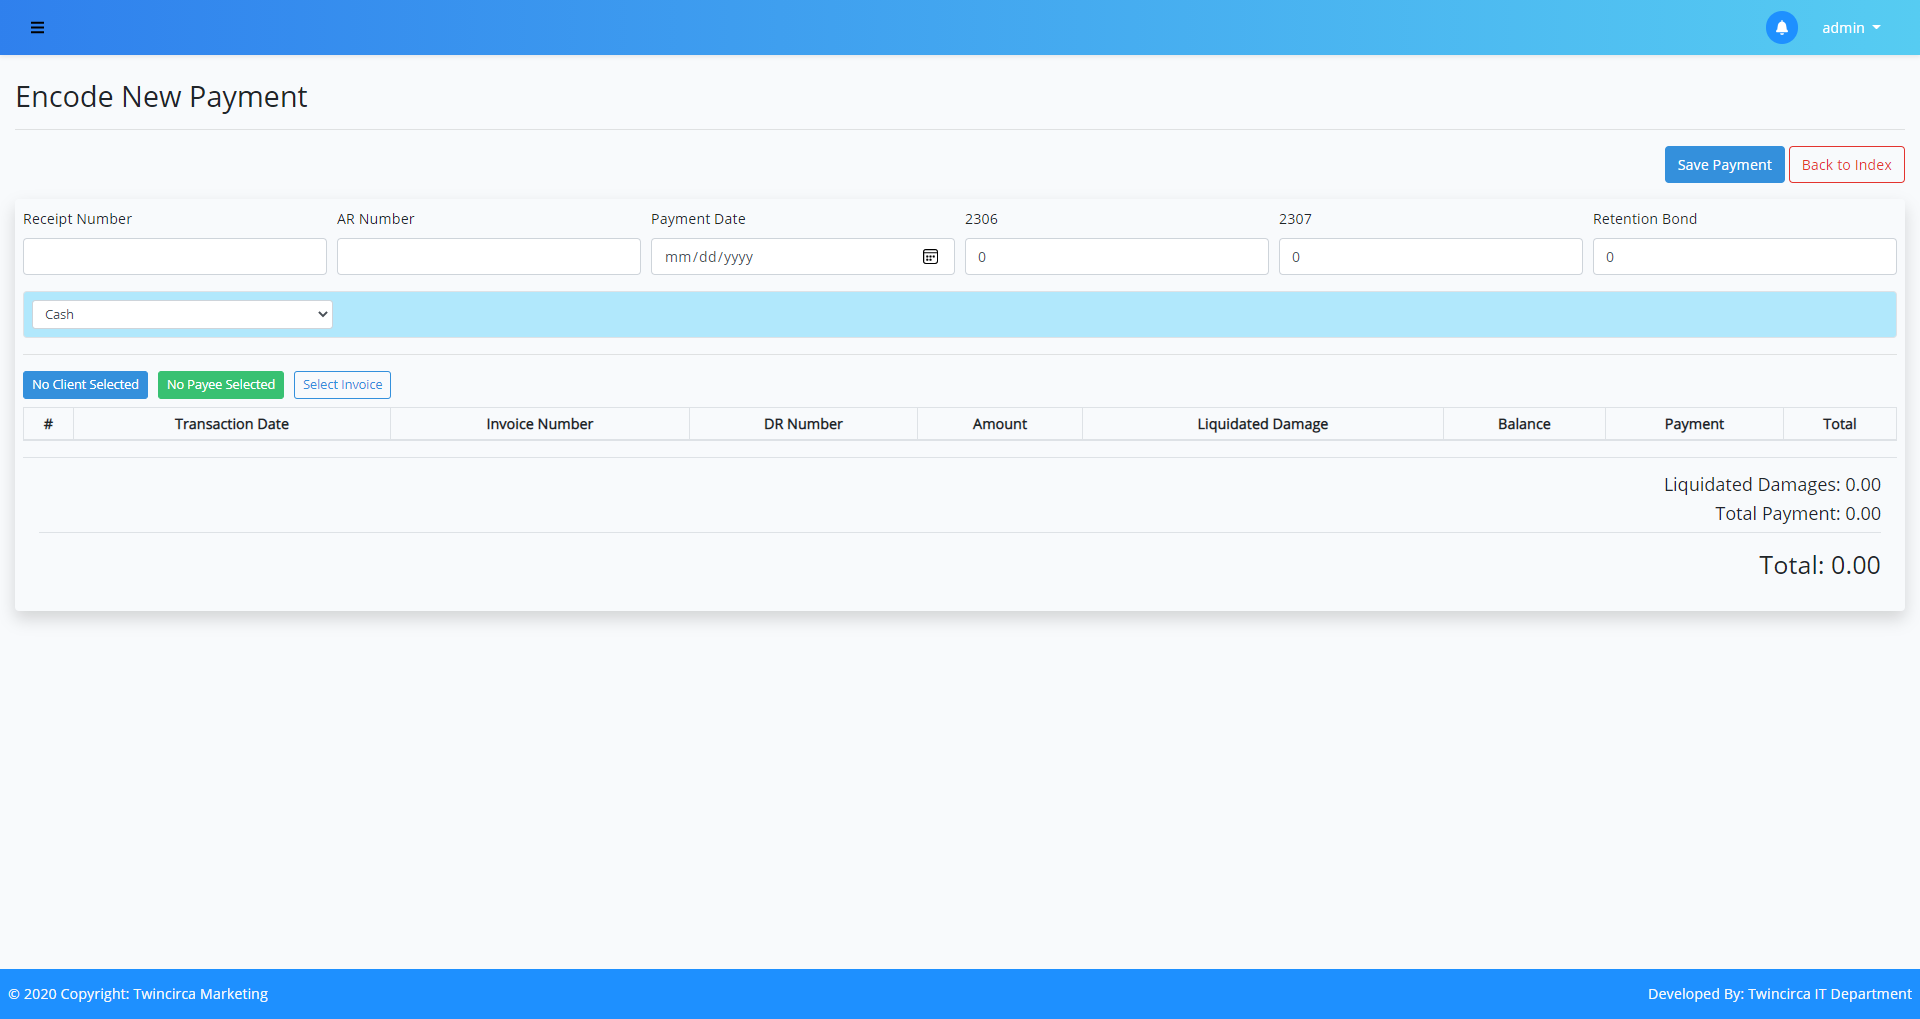 admin
Encode New Payment
Save Payment Back to Index
Receipt Number AR Number Payment Date 2306 2307 Retention Bond
mm/dd/yyyy 0 0 0
Cash
No Client Selected No Payee Selected Select Invoice
# Transaction Date Invoice Number DR Number Amount Liquidated Damage Balance Payment Total
Liquidated Damages: 0.00
Total Payment: 0.00
Total: 0.00
© 2020 Copyright: Twincirca Marketing Developed By: Twincirca IT Department